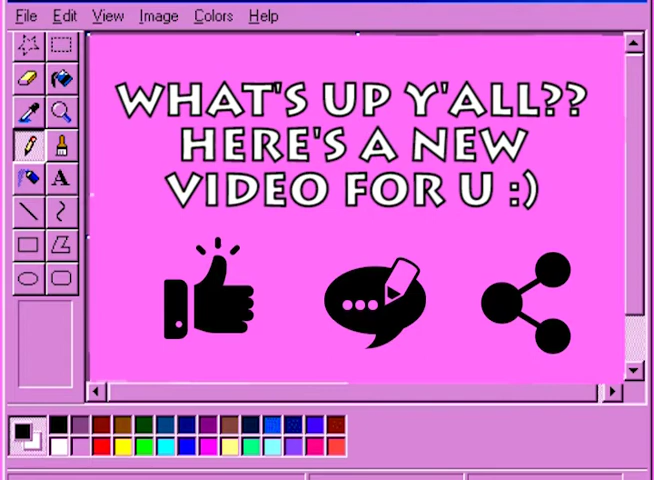 File Edit View Image Colors Help
WHAT'S UP Y'ALL??
HERE'S A NEW
VIDEO FOR U :)
A